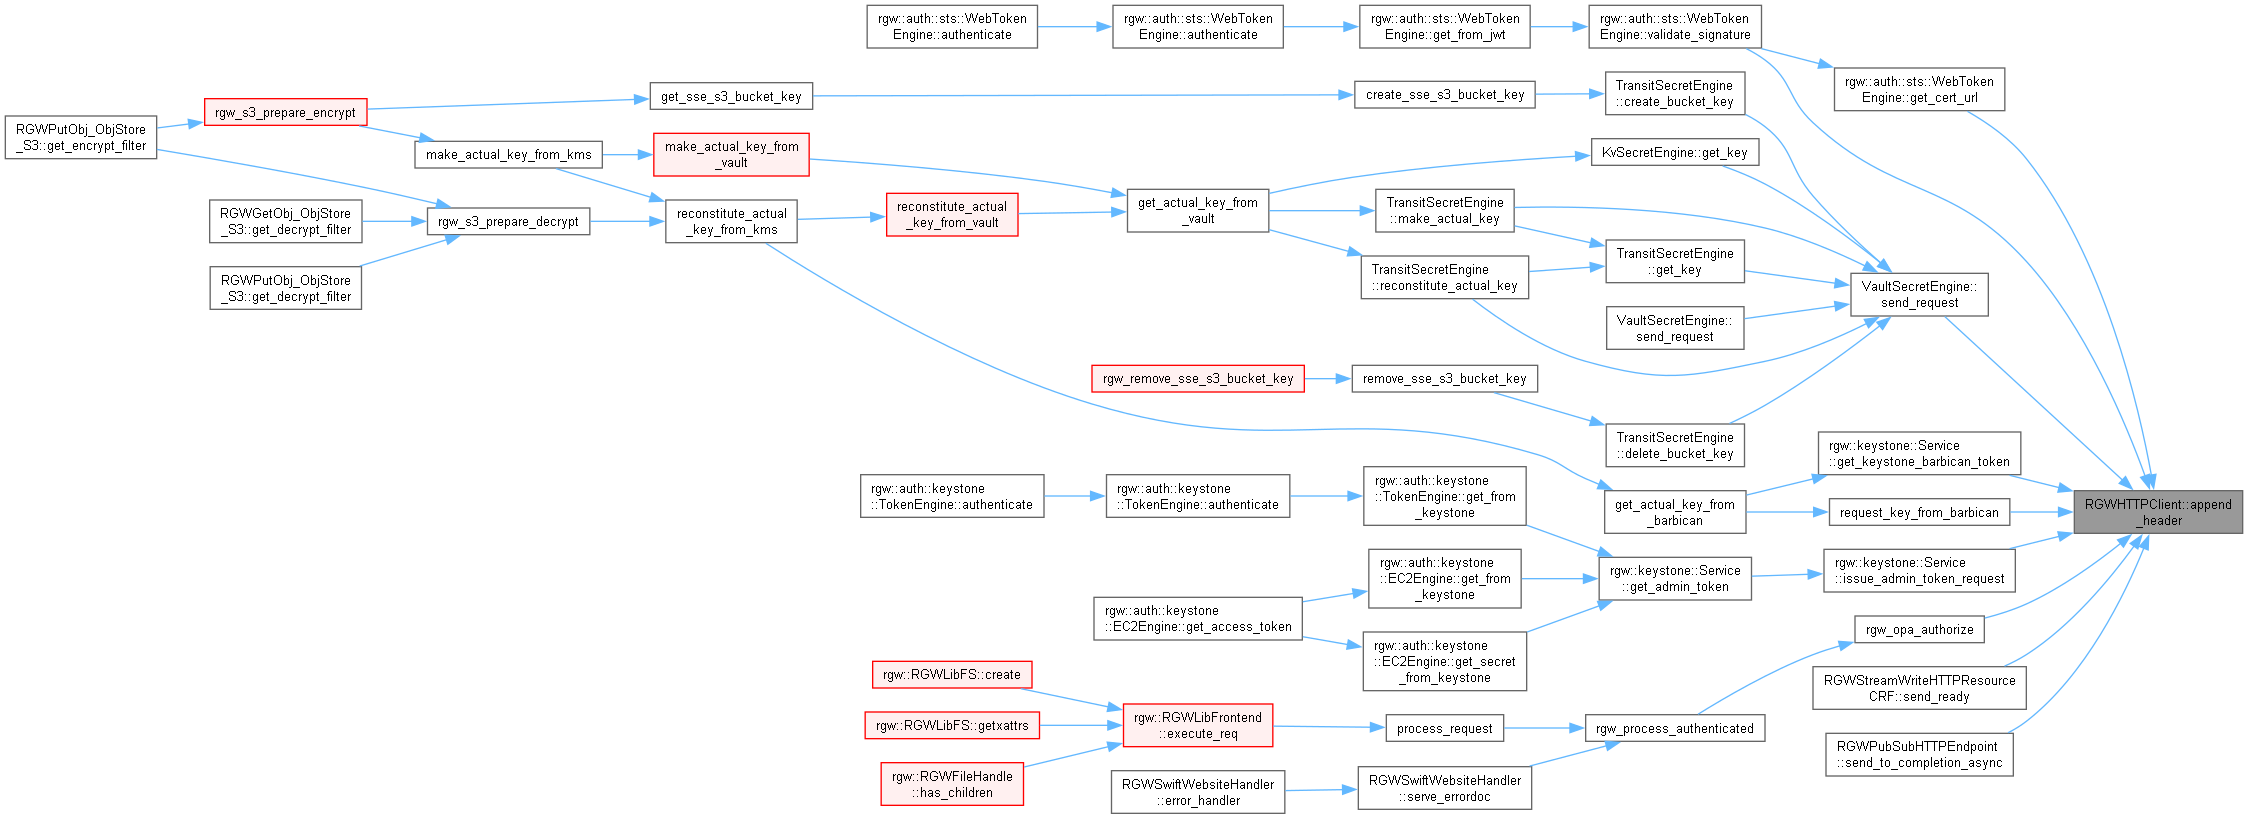 rgw::auth::sts::WebToken
Engine::authenticate
rgw::auth::sts::WebToken
Engine::authenticate
rgw::auth::sts::WebToken
Engine::get_from_jwt
rgw::auth::sts::WebToken
Engine::validate_signature
rgw::auth::sts::WebToken
Engine::get_cert_url
get_sse_s3_bucket_key
create_sse_s3_bucket_key
TransitSecretEngine
::create_bucket_key
rgw_s3_prepare_encrypt
RGWPutObj_ObjStore
_S3::get_encrypt_filter
make_actual_key_from_kms
make_actual_key_from
_vault
KvSecretEngine::get_key
RGWGetObj_ObjStore
_S3::get_decrypt_filter
rgw_s3_prepare_decrypt
reconstitute_actual
_key_from_kms
reconstitute_actual
_key_from_vault
get_actual_key_from
_vault
TransitSecretEngine
::make_actual_key
RGWPutObj_ObjStore
_S3::get_decrypt_filter
TransitSecretEngine
::reconstitute_actual_key
TransitSecretEngine
::get_key
VaultSecretEngine::
send_request
VaultSecretEngine::
send_request
rgw_remove_sse_s3_bucket_key
remove_sse_s3_bucket_key
TransitSecretEngine
::delete_bucket_key
rgw::keystone::Service
::get_keystone_barbican_token
rgw::auth::keystone
::TokenEngine::authenticate
rgw::auth::keystone
::TokenEngine::authenticate
rgw::auth::keystone
::TokenEngine::get_from
_keystone
get_actual_key_from
_barbican
request_key_from_barbican
RGWHTTPClient::append
_header
rgw::auth::keystone
::EC2Engine::get_from
_keystone
rgw::keystone::Service
::get_admin_token
rgw::keystone::Service
::issue_admin_token_request
rgw::auth::keystone
::EC2Engine::get_access_token
rgw::auth::keystone
::EC2Engine::get_secret
_from_keystone
rgw_opa_authorize
RGWStreamWriteHTTPResource
CRF::send_ready
rgw::RGWLibFS::create
rgw::RGWLibFS::getxattrs
rgw::RGWLibFrontend
::execute_req
process_request
rgw_process_authenticated
RGWPubSubHTTPEndpoint
::send_to_completion_async
rgw::RGWFileHandle
::has_children
RGWSwiftWebsiteHandler
::error_handler
RGWSwiftWebsiteHandler
::serve_errordoc